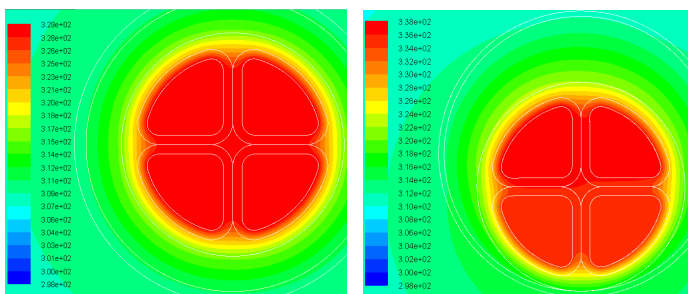 3.29e+02
3.28e+02
3.26e+02
3.25e+02
3.23e+02
3.21e+02
3.20e+02
3.18e+02
3.17e+02
3.15e+02
3.14e+02
3.12e+02
3.11e+02
3.09e+02
3.08e+02
3.06e+02
3.04e+02
3.03e+02
3.01e+02
3.00e+02
2.98e+02
3.38e+02
3.36e+02
3.34e+02
3.32e+02
3.30e+02
3.28e+02
3.26e+02
3.24e+02
3.22e+02
3.20e+02
3.18e+02
3.16e+02
3.14e+02
3.12e+02
3.10e+02
3.08e+02
3.06e+02
3.04e+02
3.02e+02
3.00e+02
2.98e+02